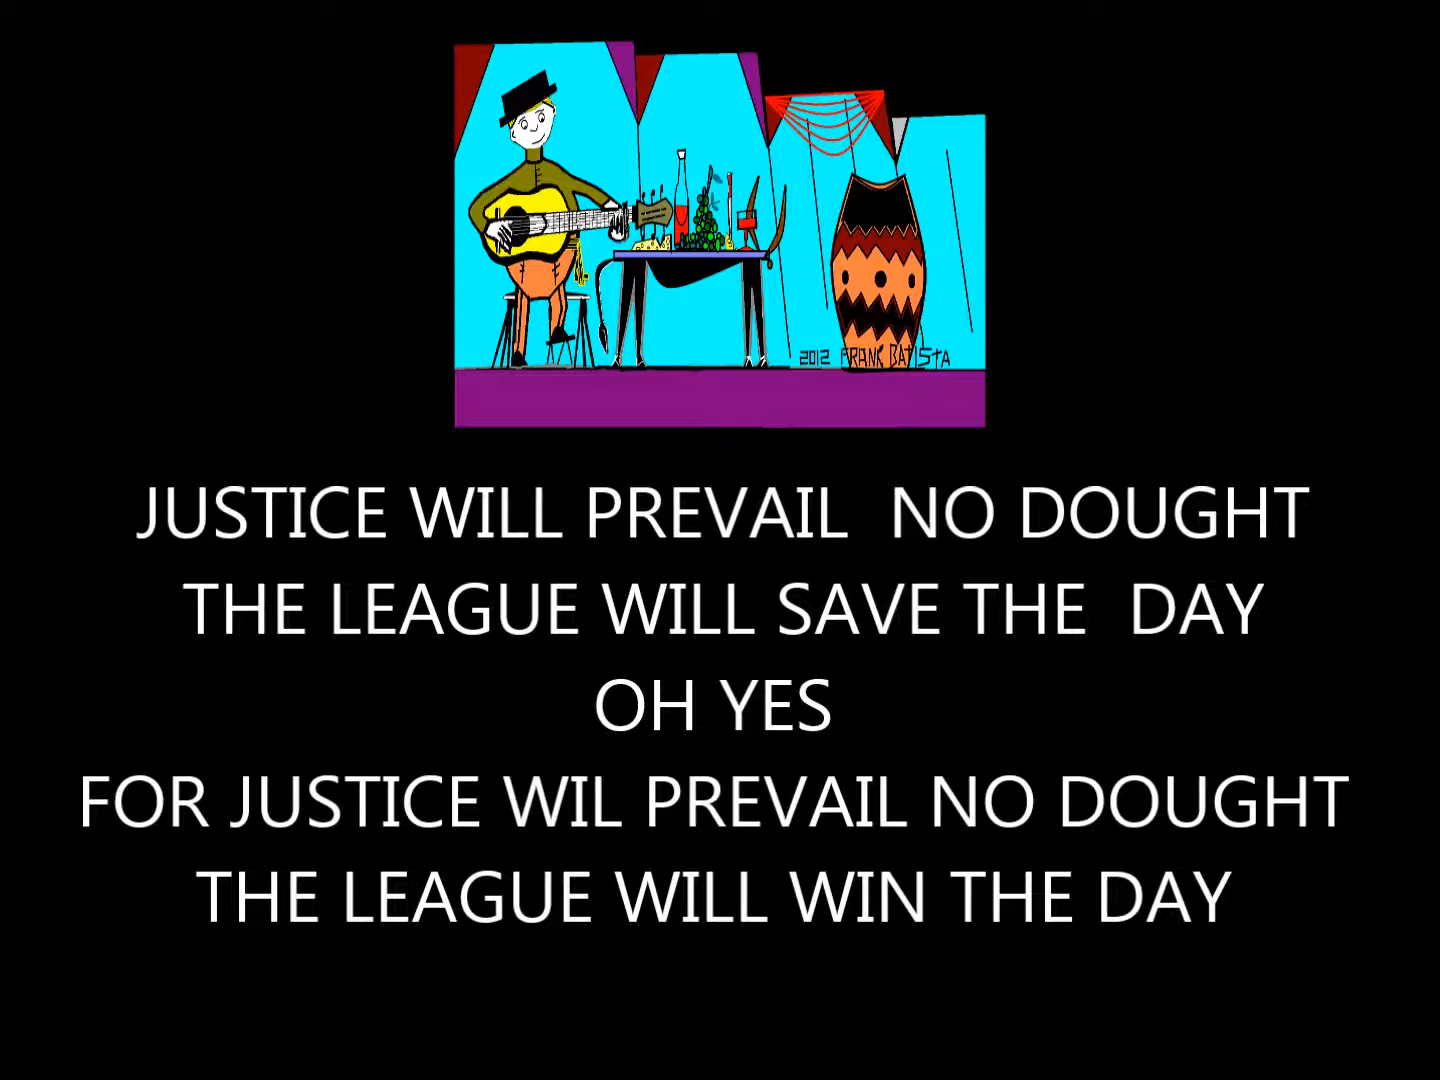 2012 FRANK BATISTA
JUSTICE WILL PREVAIL  NO DOUGHT
THE LEAGUE WILL SAVE THE  DAY
OH YES
FOR JUSTICE WIL PREVAIL NO DOUGHT
THE LEAGUE WILL WIN THE DAY